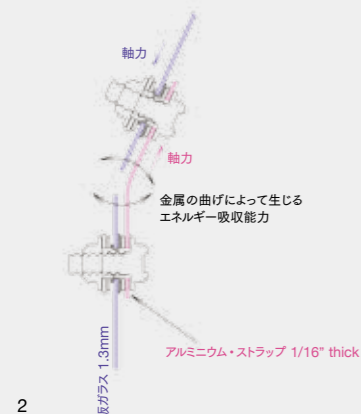 軸力
軸力
金属の曲げによって生じる
エネルギー吸収能力
アルミニウム・ストラップ 1/16" thick
板ガラス 1.3mm
2